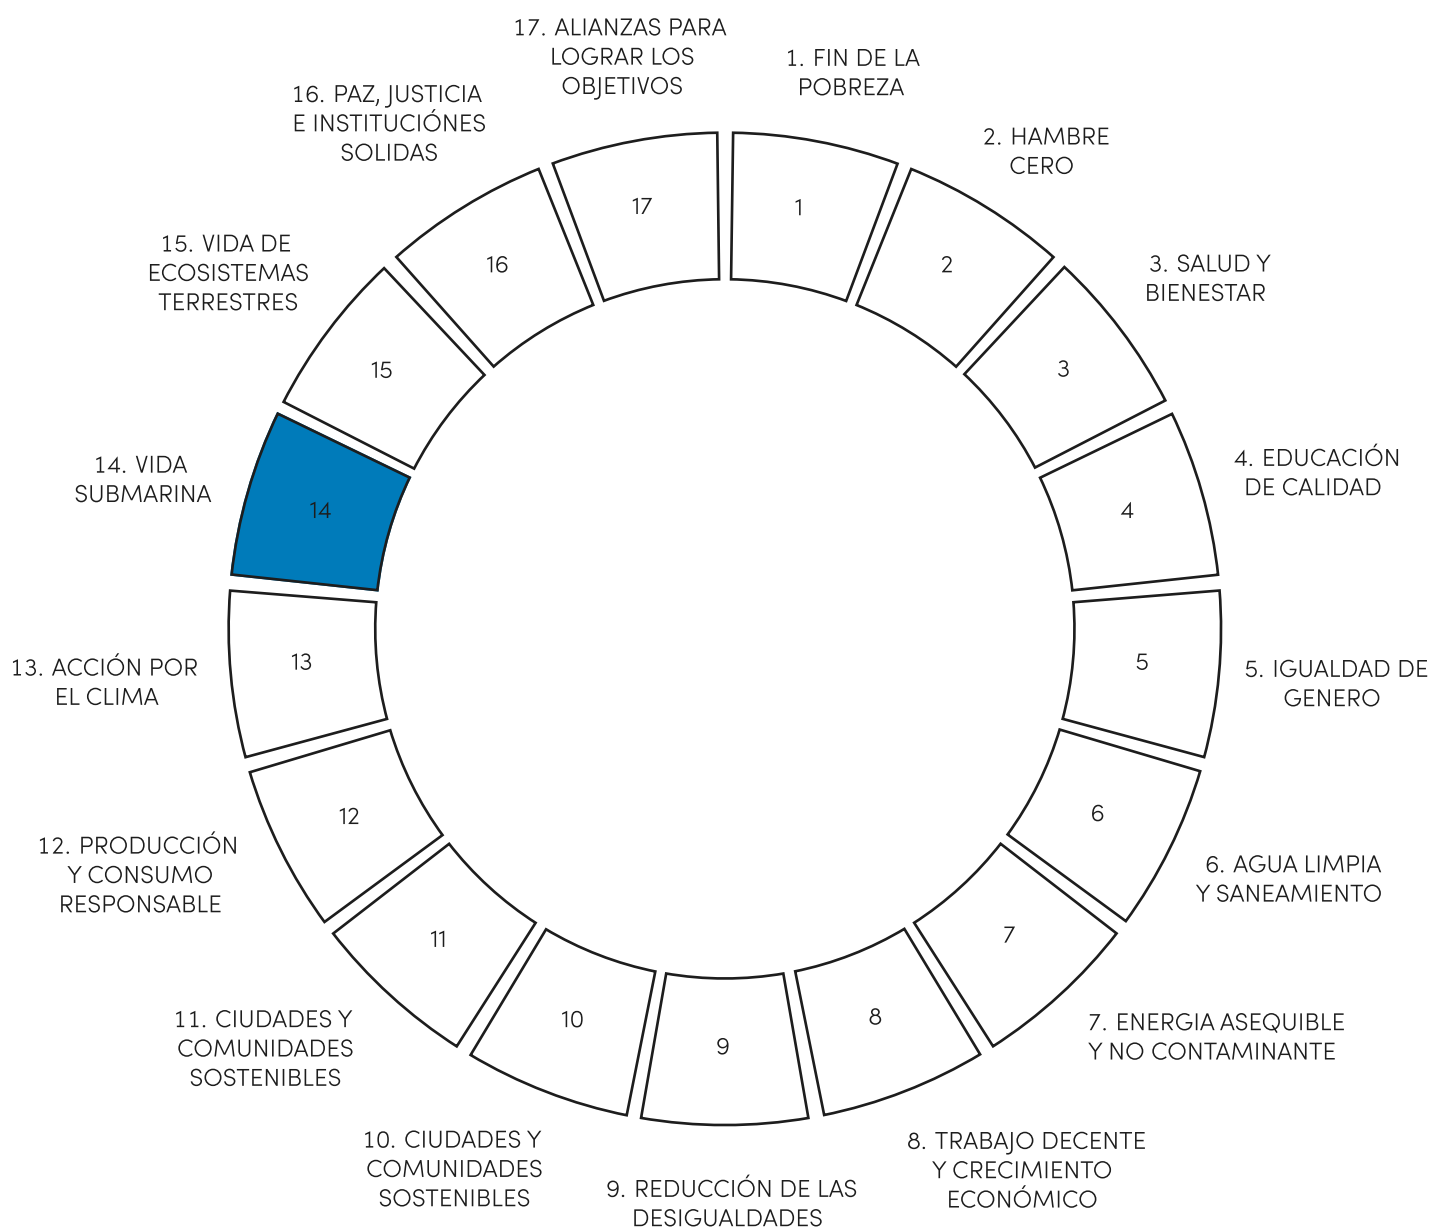 17. ALIANZAS PARA
LOGRAR LOS
OBJETIVOS
1. FIN DE LA
POBREZA
2. HAMBRE
CERO
3. SALUD Y
BIENESTAR
4. EDUCACIÓN
DE CALIDAD
5. IGUALDAD DE
GENERO
6. AGUA LIMPIA
Y SANEAMIENTO
7. ENERGIA ASEQUIBLE
Y NO CONTAMINANTE
8. TRABAJO DECENTE
Y CRECIMIENTO
ECONÓMICO
9. REDUCCIÓN DE LAS
DESIGUALDADES
10. CIUDADES Y
COMUNIDADES
SOSTENIBLES
11. CIUDADES Y
COMUNIDADES
SOSTENIBLES
12. PRODUCCIÓN
Y CONSUMO
RESPONSABLE
13. ACCIÓN POR
EL CLIMA
14. VIDA
SUBMARINA
15. VIDA DE
ECOSISTEMAS
TERRESTRES
16. PAZ, JUSTICIA
E INSTITUCIÓNES
SOLIDAS
1
2
3
4
5
6
7
8
9
10
11
12
13
14
15
16
17